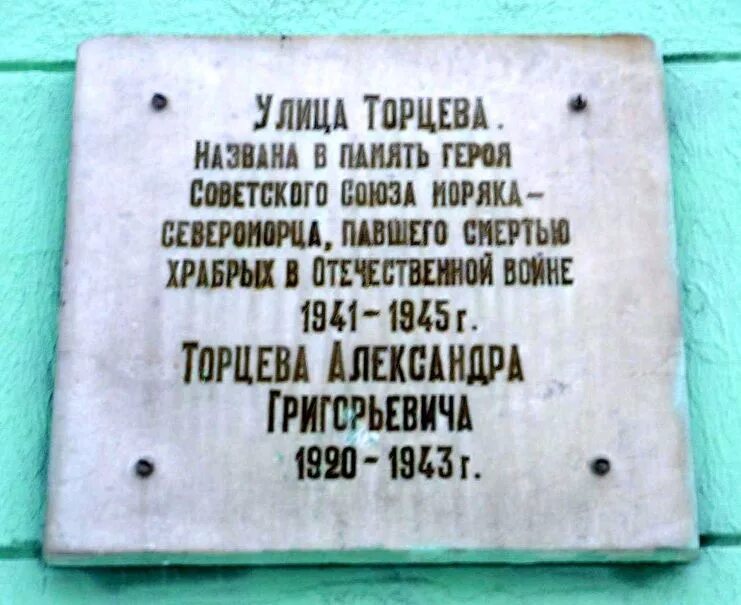 Улица Торцева.
названа в память героя
Советского Союза моряка-
североморца, павшего смертью
храбрых в Отечественной войне
1941-1945 г.
Торцева Александра
Григорьевича
1920-1943 г.